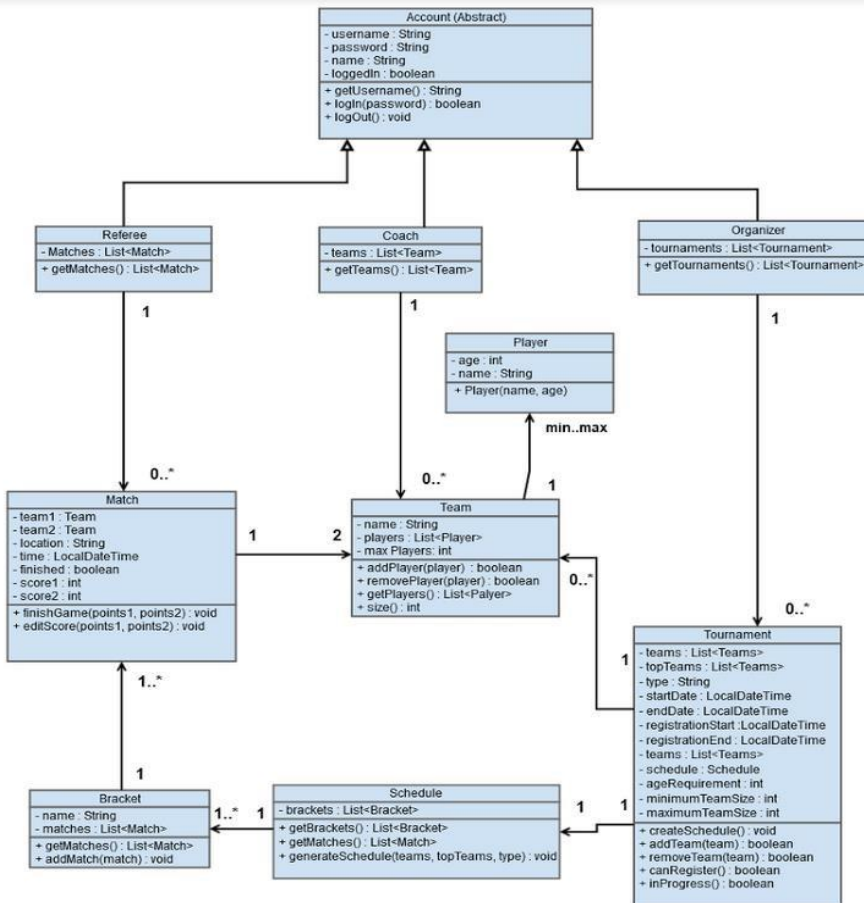 Account (Abstract)
- username : String
- password : String
- name : String
- loggedIn : boolean
+ getUsername() : String
+ logIn(password) : boolean
+ logOut() : void
Referee
- Matches : List<Match>
+ getMatches() : List<Match>
1
Coach
- teams : List<Team>
+ getTeams() : List<Team>
1
Organizer
- tournaments : List<Tournament>
+ getTournaments() : List<Tournament>
1
Player
- age : int
- name : String
+ Player(name, age)
min..max
1
0..*
Match
- team1 : Team
- team2 : Team
- location : String
- time : LocalDateTime
- finished : boolean
- score1 : int
- score2 : int
+ finishGame(points1, points2) : void
+ editScore(points1, points2) : void
1
2
0..*
Team
- name : String
- players : List<Player>
- max Players: int
+ addPlayer(player) : boolean
+ removePlayer(player) : boolean
+ getPlayers() : List<Palyer>
+ size() : int
0..*
1
0..*
Tournament
- teams : List<Teams>
- topTeams : List<Teams>
- type : String
- startDate : LocalDateTime
- endDate : LocalDateTime
- registrationStart :LocalDateTime
- registrationEnd : LocalDateTime
- teams : List<Teams>
- schedule : Schedule
- ageRequirement : int
- minimumTeamSize : int
- maximumTeamSize : int
+ createSchedule() : void
+ addTeam(team) : boolean
+ removeTeam(team) : boolean
+ canRegister() : boolean
+ inProgress() : boolean
1..*
1
Bracket
- name : String
- matches : List<Match>
+ getMatches() : List<Match>
+ addMatch(match) : void
1..*
1
Schedule
- brackets : List<Bracket>
+ getBrackets() : List<Bracket>
+ getMatches() : List<Match>
+ generateSchedule(teams, topTeams, type) : void
1
1